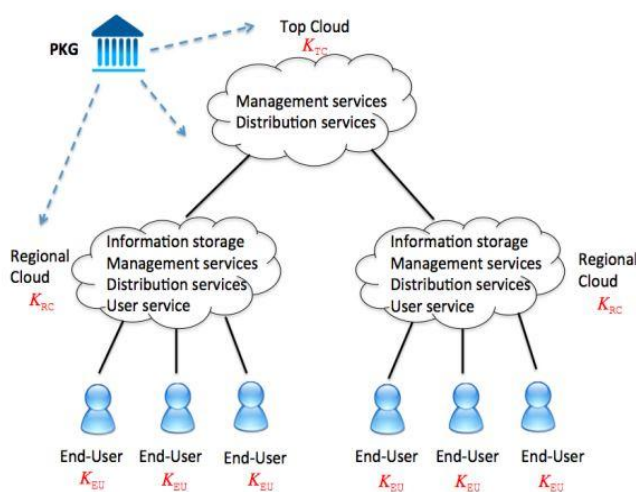 PKG
Top Cloud
K_TC
Management services
Distribution services
Regional
Cloud
K_RC
Information storage
Management services
Distribution services
User service
Information storage
Management services
Distribution services
User service
Regional
Cloud
K_RC
End-User
K_EU
End-User
K_EU
End-User
K_EU
End-User
K_EU
End-User
K_EU
End-User
K_EU